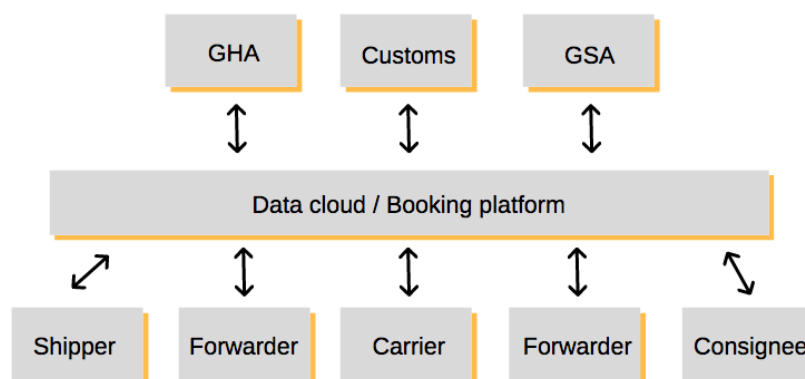 GHA
Customs
GSA
Data cloud / Booking platform
Shipper
Forwarder
Carrier
Forwarder
Consignee